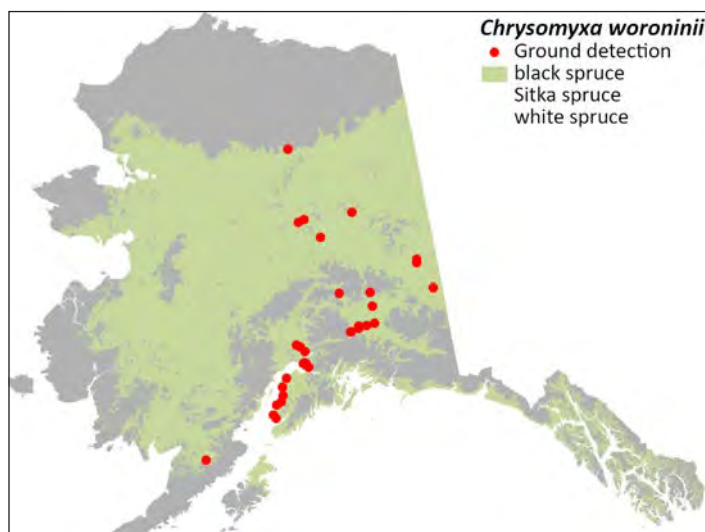 Chrysomyxa woroninii
Ground detection
black spruce
Sitka spruce
white spruce